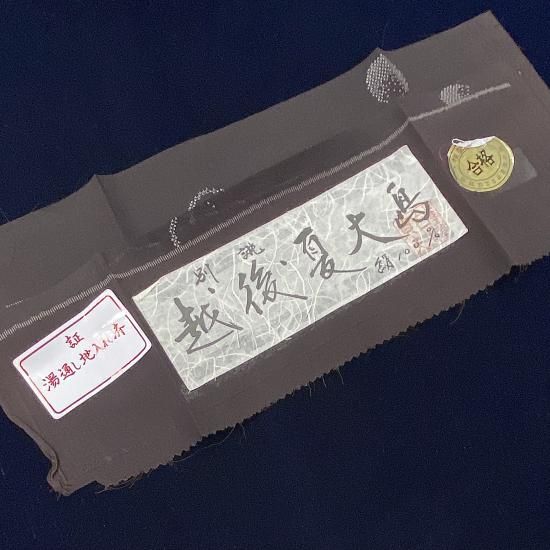 別誂
越後夏大島
絹100%
証
湯通し地入れ済
合格